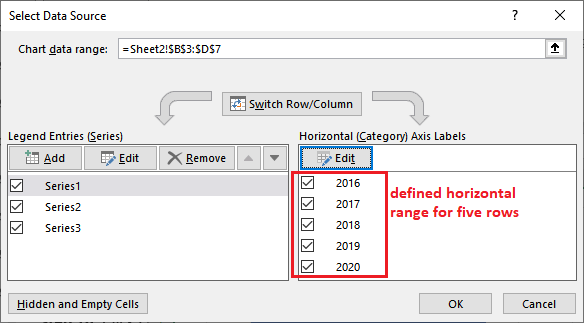 Select Data Source
? ×
Chart data range: =Sheet2!$B$3:$D$7
Switch Row/Column
Legend Entries (Series)
Add Edit Remove
Series1
Series2
Series3
Horizontal (Category) Axis Labels
Edit
2016
2017
2018
2019
2020
defined horizontal
range for five rows
Hidden and Empty Cells
OK
Cancel